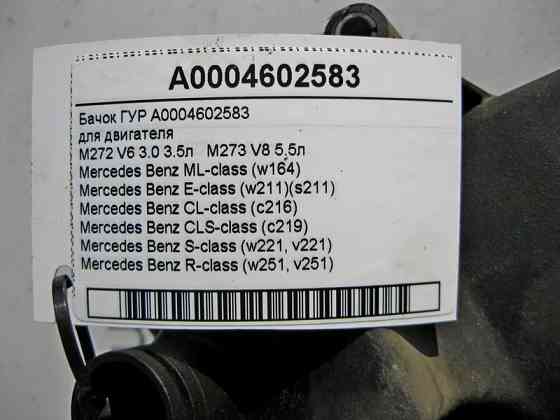 A0004602583
Бачок ГУР A0004602583
для двигателя
M272 V6 3.0 3.5л M273 V8 5,5л
Mercedes Benz ML-class (w164)
Mercedes Benz E-class (w211)(s211)
Mercedes Benz CL-class (c216)
Mercedes Benz CLS-class (c219)
Mercedes Benz S-class (w221, v221)
Mercedes Benz R-class (w251, v251)